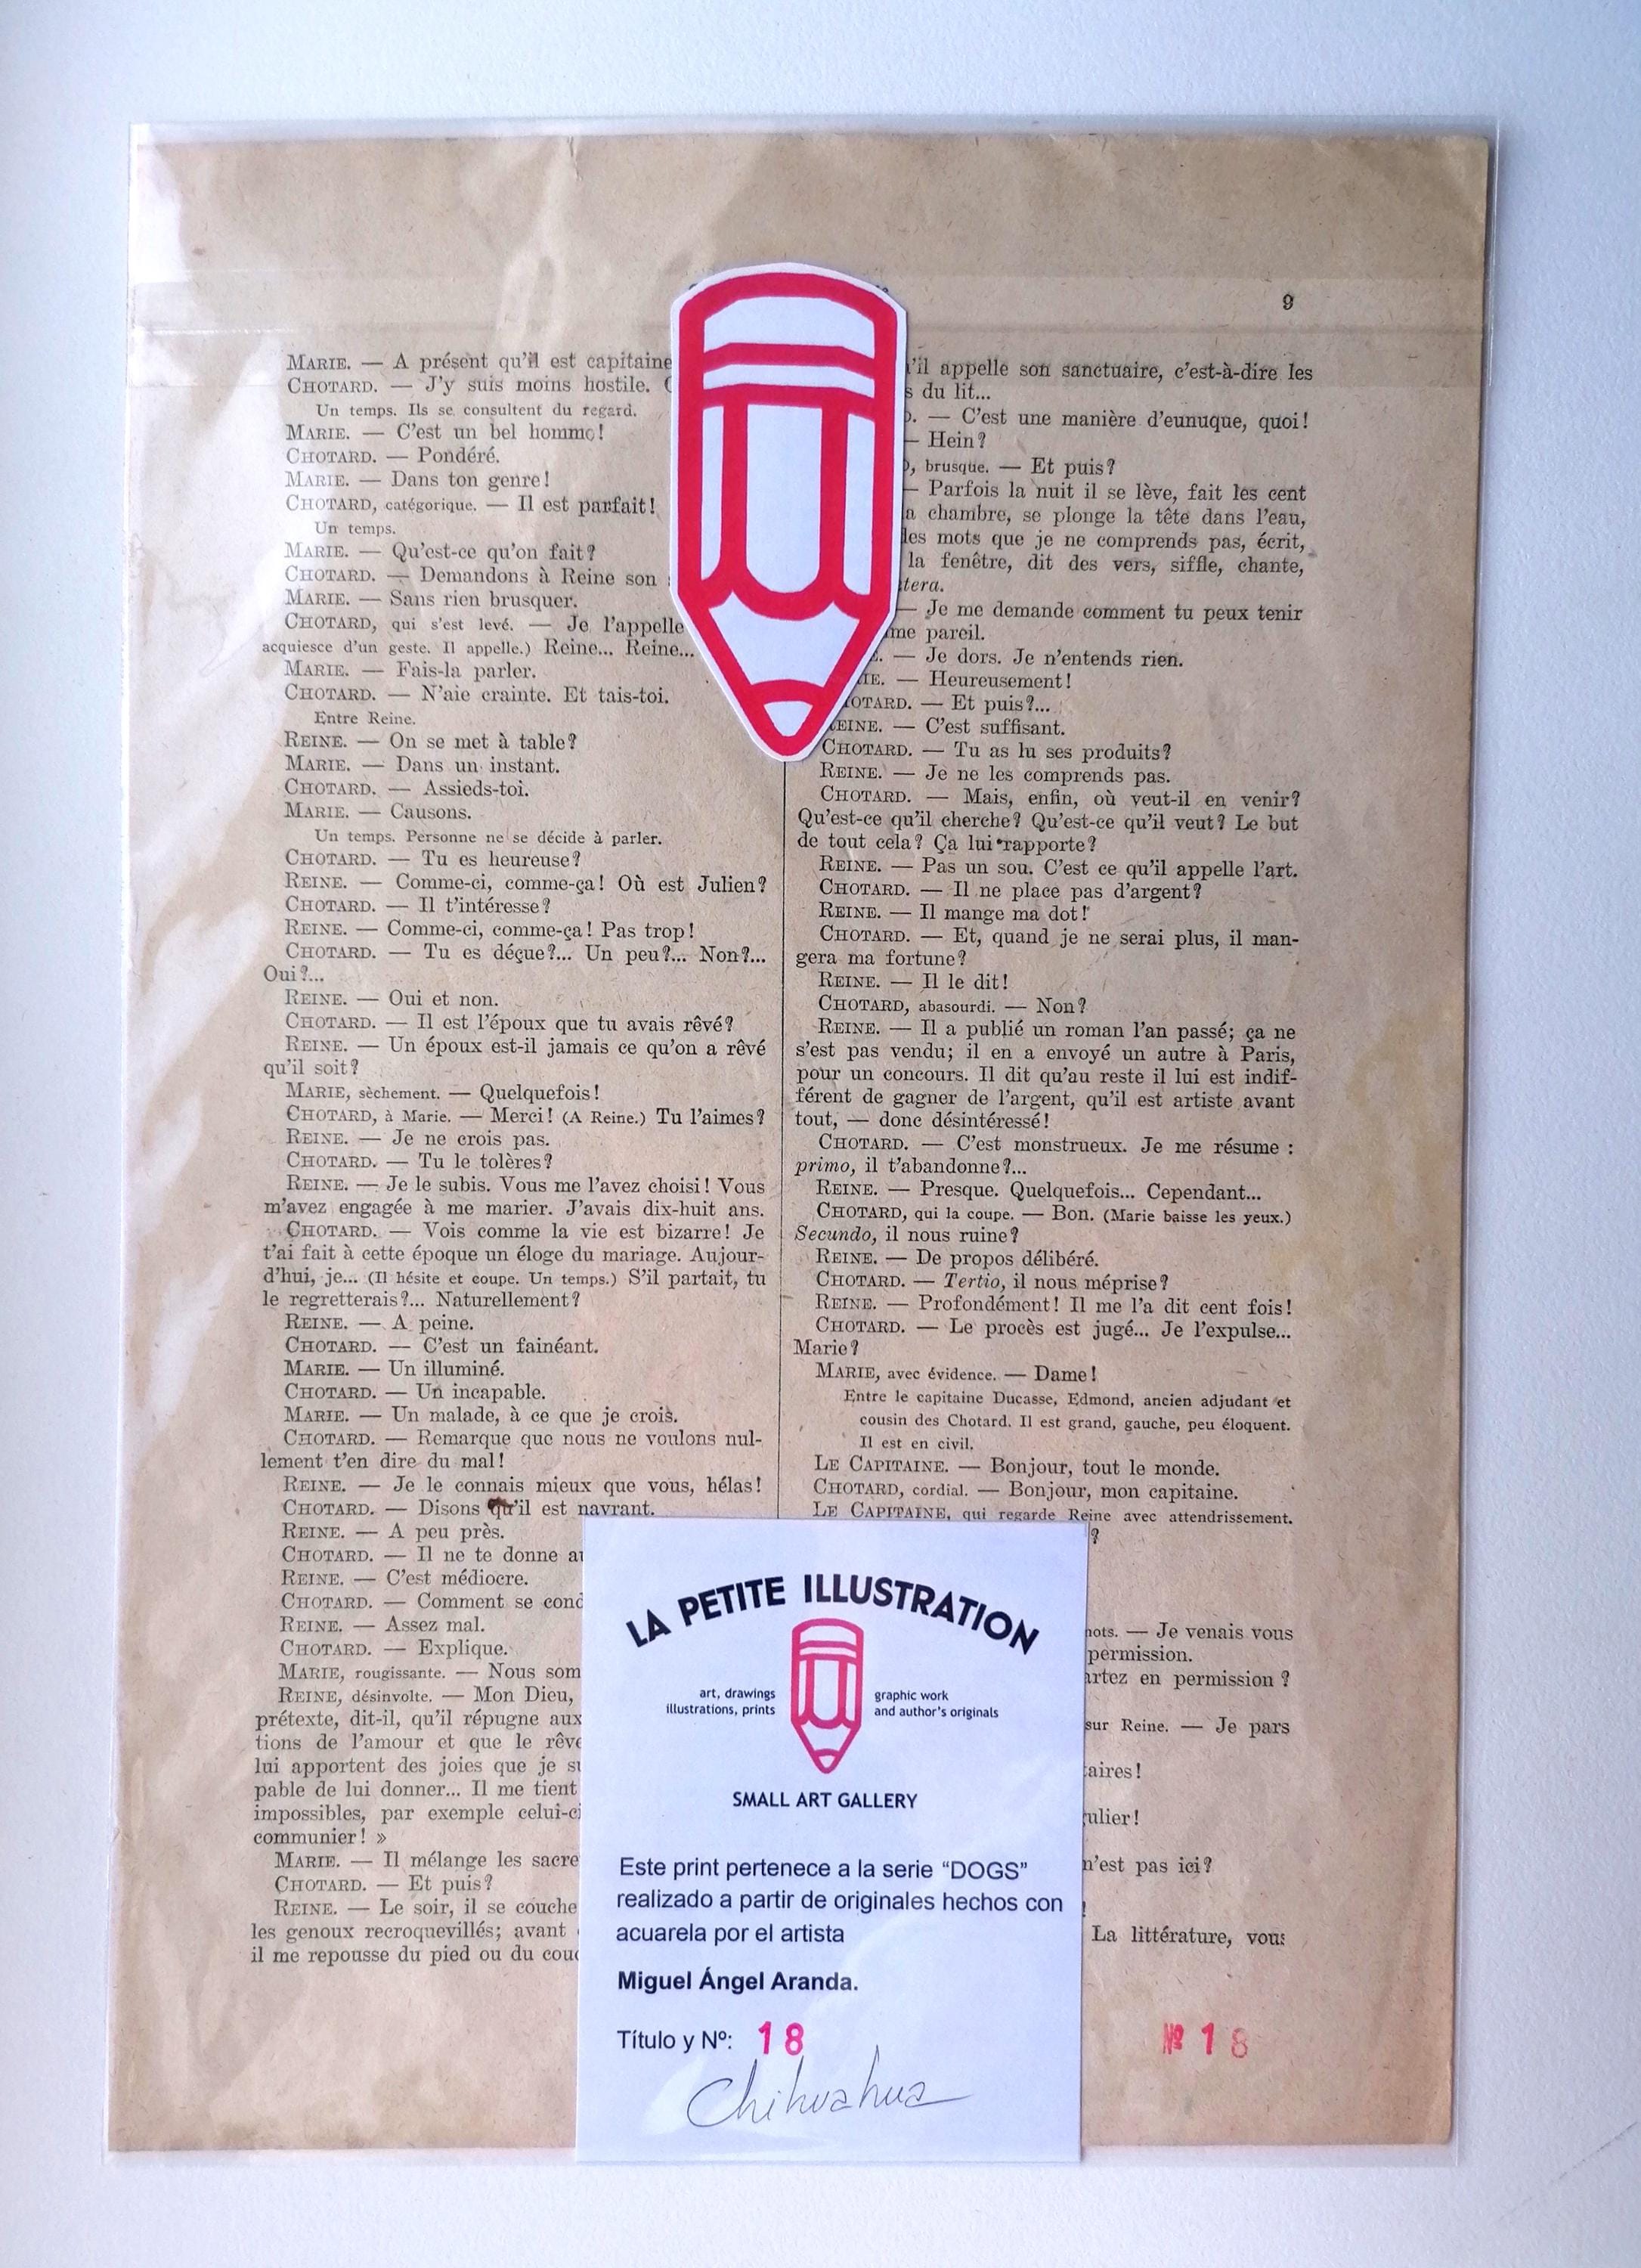 9
MARIE. — A présent qu'il est capitaine
CHOTARD. — J'y suis moins hostile.
Un temps. Ils se consultent du regard.
MARIE. — C'est un bel homme!
CHOTARD. — Pondéré.
MARIE. — Dans ton genre!
CHOTARD, catégorique. — Il est parfait!
Un temps.
MARIE. — Qu'est-ce qu'on fait?
CHOTARD. — Demandons à Reine son
MARIE. — Sans rien brusquer.
CHOTARD, qui s'est levé. — Je l'appelle
acquiesce d'un geste. Il appelle.) Reine... Reine...
MARIE. — Fais-la parler.
CHOTARD. — N'aie crainte. Et tais-toi.
Entre Reine.
REINE. — On se met à table?
MARIE. — Dans un instant.
CHOTARD. — Assieds-toi.
MARIE. — Causons.
Un temps. Personne ne se décide à parler.
CHOTARD. — Tu es heureuse?
REINE. — Comme-ci, comme-ça! Où est Julien?
CHOTARD. — Il t'intéresse?
REINE. — Comme-ci, comme-ça! Pas trop!
CHOTARD. — Tu es déçue?... Un peu?... Non?...
Oui?...
REINE. — Oui et non.
CHOTARD. — Il est l'époux que tu avais rêvé?
REINE. — Un époux est-il jamais ce qu'on a rêvé
qu'il soit?
MARIE, sèchement. — Quelquefois!
CHOTARD, à Marie. — Merci! (A Reine.) Tu l'aimes?
REINE. — Je ne crois pas.
CHOTARD. — Tu le tolères?
REINE. — Je le subis. Vous me l'avez choisi! Vous
m'avez engagée à me marier. J'avais dix-huit ans.
CHOTARD. — Vois comme la vie est bizarre! Je
t'ai fait à cette époque un éloge du mariage. Aujour-
d'hui, je... (Il hésite et coupe. Un temps.) S'il partait, tu
le regretterais?... Naturellement?
REINE. — A peine.
CHOTARD. — C'est un fainéant.
MARIE. — Un illuminé.
CHOTARD. — Un incapable.
MARIE. — Un malade, à ce que je crois.
CHOTARD. — Remarque que nous ne voulons nul-
lement t'en dire du mal!
REINE. — Je le connais mieux que vous, hélas!
CHOTARD. — Disons qu'il est navrant.
REINE. — A peu près.
CHOTARD. — Il ne te donne
REINE. — C'est médiocre.
CHOTARD. — Comment se
REINE. — Assez mal.
CHOTARD. — Explique.
MARIE, rougissante. — Nous
REINE, désinvolte. — Mon Dieu,
prétexte, dit-il, qu'il répugne aux
tions de l'amour et que le
lui apportent des joies que je
pable de lui donner... Il me tient
impossibles, par exemple celui-ci
communier! »
MARIE. — Il mélange les
CHOTARD. — Et puis?
REINE. — Le soir, il se couche
les genoux recroquevillés; avant
il me repousse du pied ou du
qu'il appelle son sanctuaire, c'est-à-dire les
du lit...
— C'est une manière d'eunuque, quoi!
— Hein?
brusque. — Et puis?
— Parfois la nuit il se lève, fait les cent
chambre, se plonge la tête dans l'eau,
des mots que je ne comprends pas, écrit,
la fenêtre, dit des vers, siffle, chante,
tera.
— Je me demande comment tu peux tenir
pareil.
— Je dors. Je n'entends rien.
— Heureusement!
CHOTARD. — Et puis?...
REINE. — C'est suffisant.
CHOTARD. — Tu as lu ses produits?
REINE. — Je ne les comprends pas.
CHOTARD. — Mais, enfin, où veut-il en venir?
Qu'est-ce qu'il cherche? Qu'est-ce qu'il veut? Le but
de tout cela? Ça lui rapporte?
REINE. — Pas un sou. C'est ce qu'il appelle l'art.
CHOTARD. — Il ne place pas d'argent?
REINE. — Il mange ma dot!
CHOTARD. — Et, quand je ne serai plus, il man-
gera ma fortune?
REINE. — Il le dit!
CHOTARD, abasourdi. — Non?
REINE. — Il a publié un roman l'an passé; ça ne
s'est pas vendu; il en a envoyé un autre à Paris,
pour un concours. Il dit qu'au reste il lui est indif-
férent de gagner de l'argent, qu'il est artiste avant
tout, — donc désintéressé!
CHOTARD. — C'est monstrueux. Je me résume :
primo, il t'abandonne?...
REINE. — Presque. Quelquefois... Cependant...
CHOTARD, qui la coupe. — Bon. (Marie baisse les yeux.)
Secundo, il nous ruine?
REINE. — De propos délibéré.
CHOTARD. — Tertio, il nous méprise?
REINE. — Profondément! Il me l'a dit cent fois!
CHOTARD. — Le procès est jugé... Je l'expulse...
Marie?
MARIE, avec évidence. — Dame!
Entre le capitaine Ducasse, Edmond, ancien adjudant et
cousin des Chotard. Il est grand, gauche, peu éloquent.
Il est en civil.
LE CAPITAINE. — Bonjour, tout le monde.
CHOTARD, cordial. — Bonjour, mon capitaine.
LE CAPITAINE, qui regarde Reine avec attendrissement.
?
mots. — Je venais vous
permission.
partez en permission ?
sur Reine. — Je pars
taires!
gulier!
n'est pas ici?
!
La littérature, vous
LA PETITE ILLUSTRATION
art, drawings
illustrations, prints
graphic work
and author's originals
SMALL ART GALLERY
Este print pertenece a la serie “DOGS”
realizado a partir de originales hechos con
acuarela por el artista
Miguel Ángel Aranda.
Título y Nº: 18
Chihuahua
Nº 18